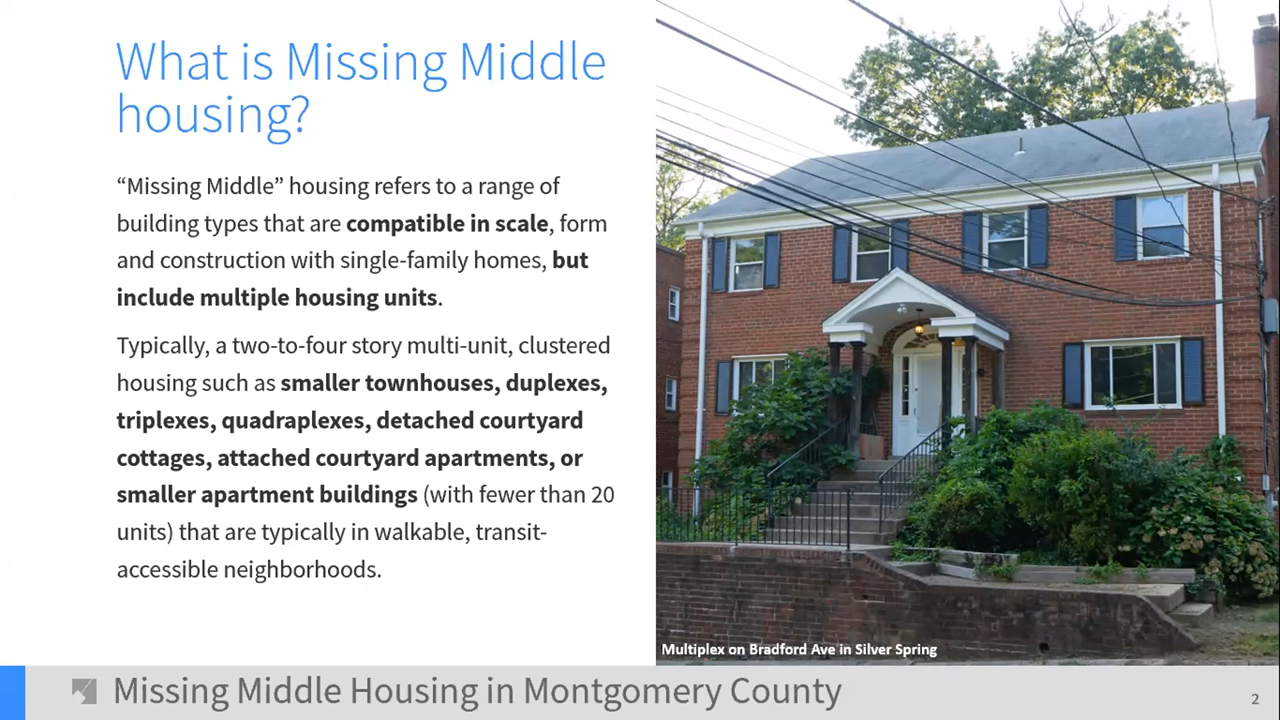 What is Missing Middle
housing?
“Missing Middle” housing refers to a range of
building types that are compatible in scale, form
and construction with single-family homes, but
include multiple housing units.
Typically, a two-to-four story multi-unit, clustered
housing such as smaller townhouses, duplexes,
triplexes, quadraplexes, detached courtyard
cottages, attached courtyard apartments, or
smaller apartment buildings (with fewer than 20
units) that are typically in walkable, transit-
accessible neighborhoods.
Multiplex on Bradford Ave in Silver Spring
Missing Middle Housing in Montgomery County
2